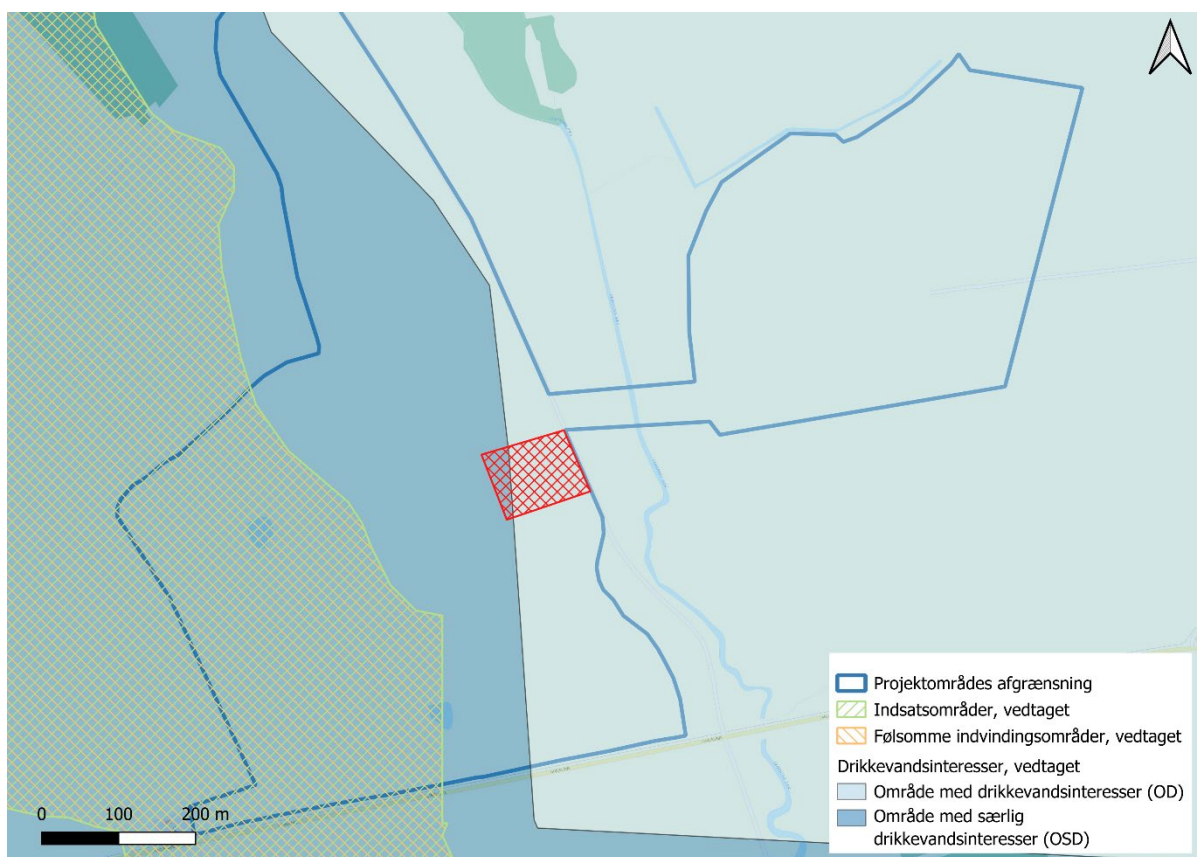 Projektområdes afgrænsning
Indsatsområder, vedtaget
Følsomme indvindingsområder, vedtaget
Drikkevandsinteresser, vedtaget
Område med drikkevandsinteresser (OD)
Område med særlig
drikkevandsinteresser (OSD)
0 100 200 m